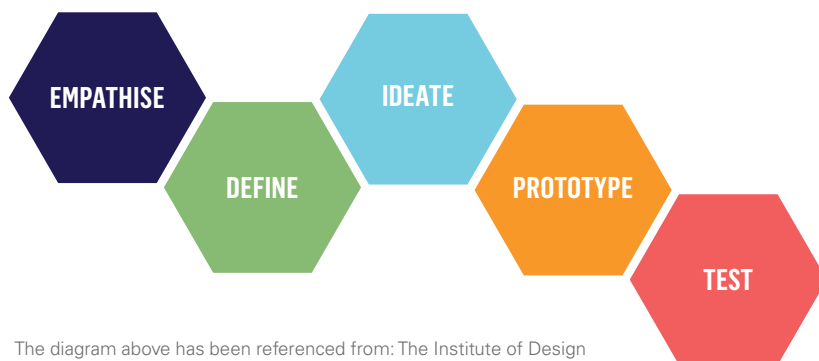 EMPATHISE
DEFINE
IDEATE
PROTOTYPE
TEST
The diagram above has been referenced from: The Institute of Design